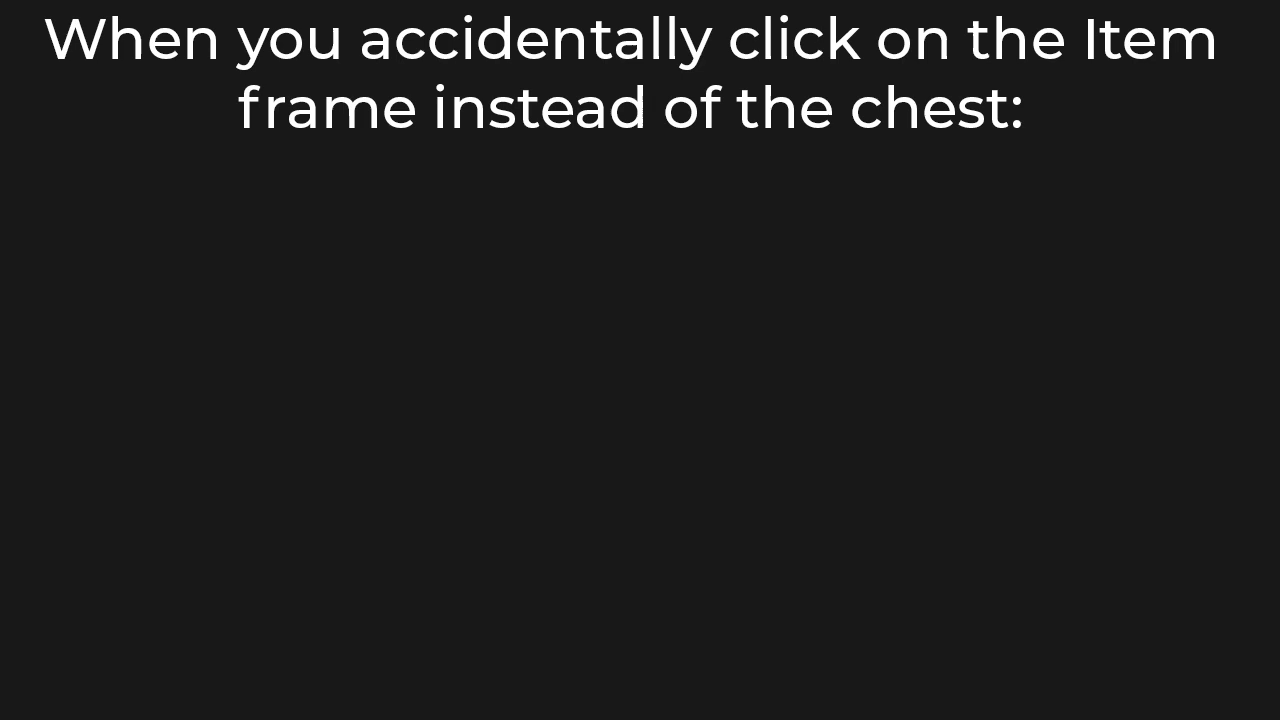 When you accidentally click on the Item
frame instead of the chest: